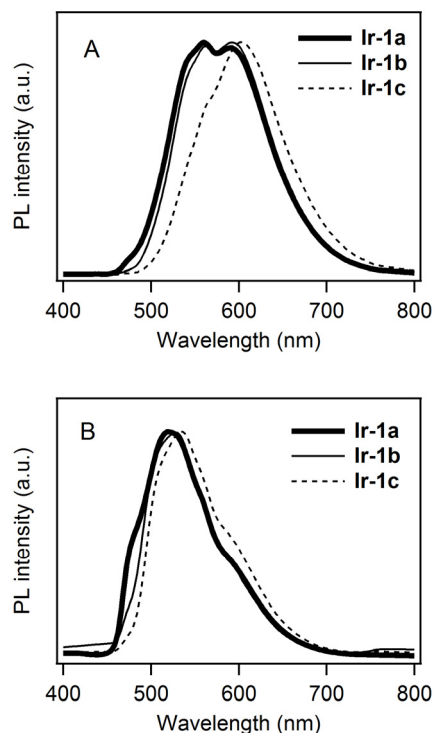 A
Ir-1a
Ir-1b
Ir-1c
PL intensity (a.u.)
400 500 600 700 800
Wavelength (nm)
B
Ir-1a
Ir-1b
Ir-1c
PL intensity (a.u.)
400 500 600 700 800
Wavelength (nm)